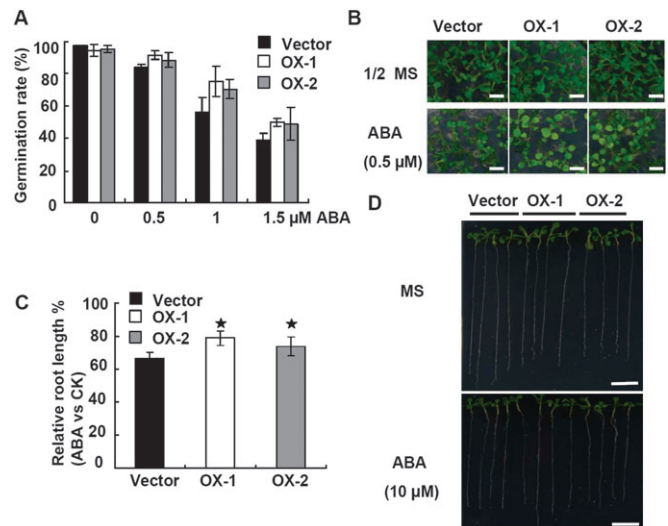 A
Germination rate (%)
100
80
60
40
20
0
Vector
OX-1
OX-2
0 0.5 1 1.5 µM ABA
B
Vector OX-1 OX-2
1/2 MS
ABA
(0.5 µM)
C
Relative root length %
(ABA vs CK)
100
80
60
40
20
0
Vector
OX-1
OX-2
★ ★
Vector OX-1 OX-2
D
Vector OX-1 OX-2
MS
ABA
(10 µM)